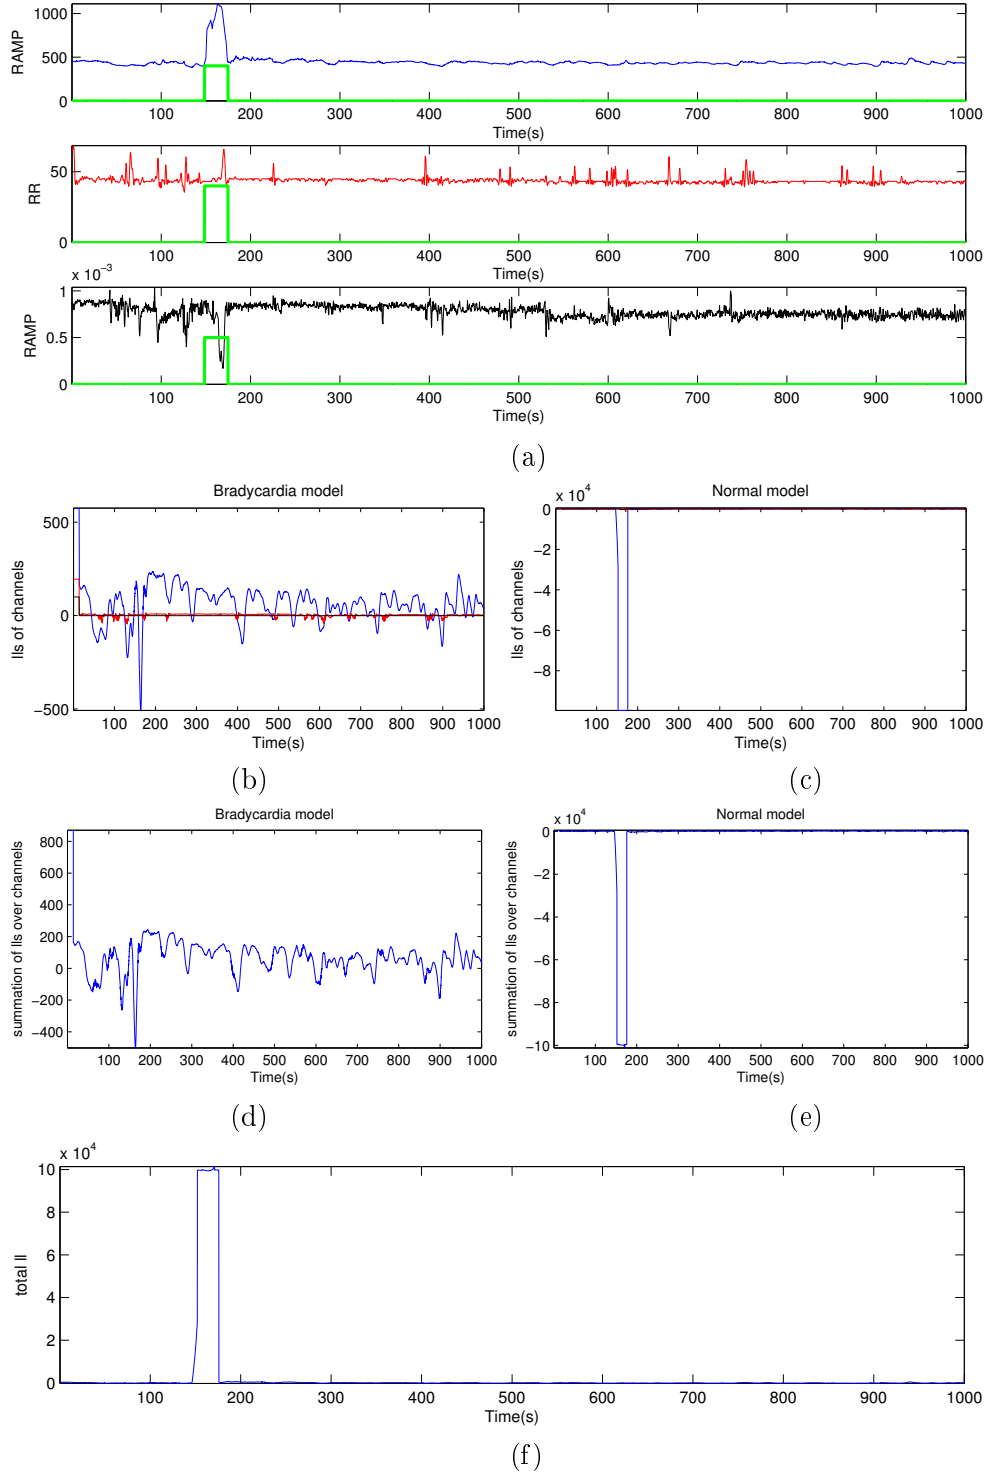 1000
500
0
RAMP
100 200 300 400 500 600 700 800 900 1000
Time(s)
50
0
RR
100 200 300 400 500 600 700 800 900 1000
Time(s)
x 10⁻³
1
0.5
0
RAMP
100 200 300 400 500 600 700 800 900 1000
Time(s)
(a)
Bradycardia model
500
0
−500
lls of channels
100 200 300 400 500 600 700 800 900 1000
Time(s)
(b)
Normal model
x 10⁴
0
−2
−4
−6
−8
lls of channels
100 200 300 400 500 600 700 800 900 1000
Time(s)
(c)
Bradycardia model
800
600
400
200
0
−200
−400
summation of lls over channels
100 200 300 400 500 600 700 800 900 1000
Time(s)
(d)
Normal model
x 10⁴
0
−2
−4
−6
−8
−10
summation of lls over channels
100 200 300 400 500 600 700 800 900 1000
Time(s)
(e)
x 10⁴
10
8
6
4
2
0
total ll
100 200 300 400 500 600 700 800 900 1000
Time(s)
(f)